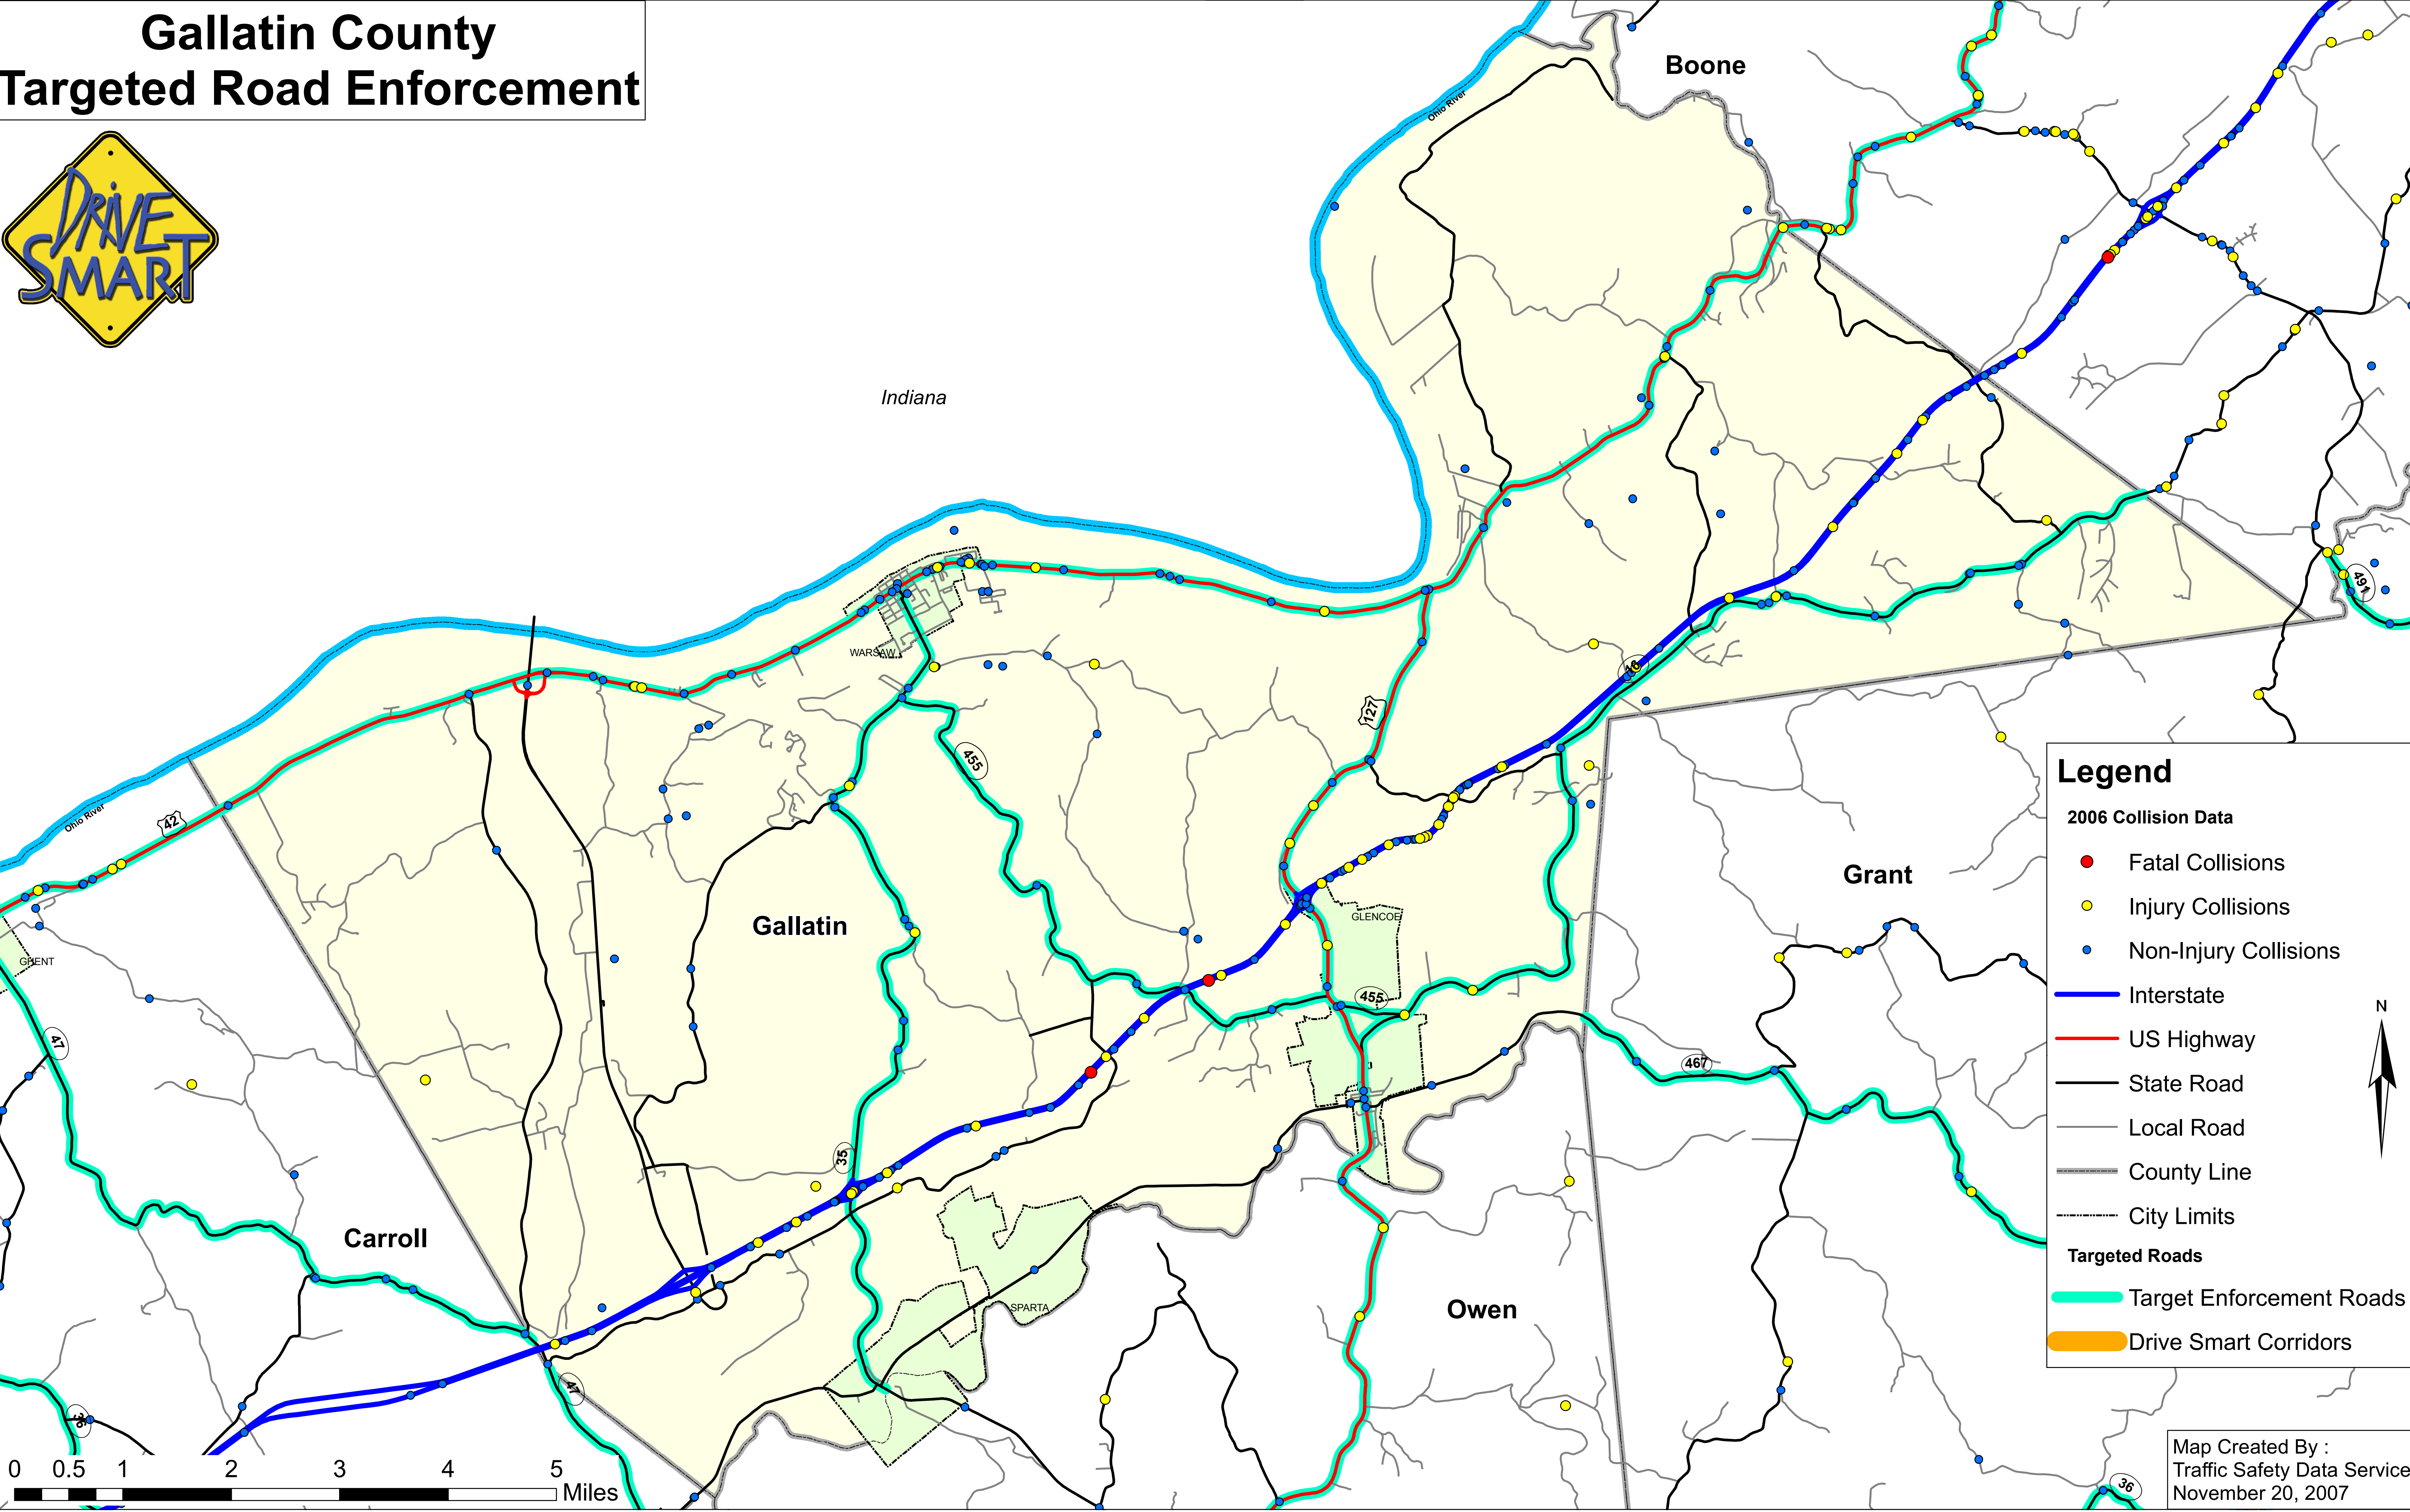 Gallatin County
Targeted Road Enforcement
DRIVE
SMART
Boone
Ohio River
Indiana
491
WARSAW
16
127
455
Ohio River
42
Legend
2006 Collision Data
Fatal Collisions
Injury Collisions
Non-Injury Collisions
Interstate
US Highway
State Road
Local Road
County Line
City Limits
Targeted Roads
Target Enforcement Roads
Drive Smart Corridors
Grant
Gallatin
GLENCOE
GHENT
455
N
47
467
35
Carroll
SPARTA
Owen
47
36
36
0 0.5 1 2 3 4 5
Miles
Map Created By :
Traffic Safety Data Service
November 20, 2007